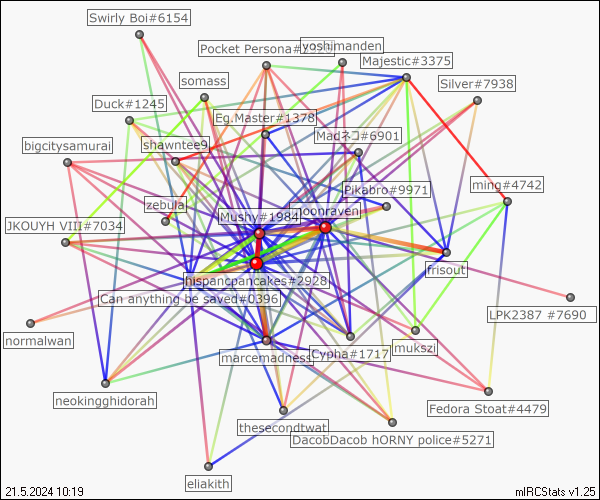 Swirly Boi#6154
yoshimanden
Majestic#3375
somass
Silver#7938
Duck#1245
Eg.Master#1378
Madネコ#6901
shawntee9
bigcitysamurai
Pikabro#9971
ming#4742
zebula
Mushy#1984
JKOUYH VIII#7034
frisout
hispancpancakes#2928
Can anything be saved#0396
LPK2387 #7690
normalwan
marcemadness
Cypha#1717
mukszi
neokingghidorah
Fedora Stoat#4479
thesecondtwat
DacobDacob hORNY police#5271
eliakith
21.5.2024 10:19
mIRCStats v1.25